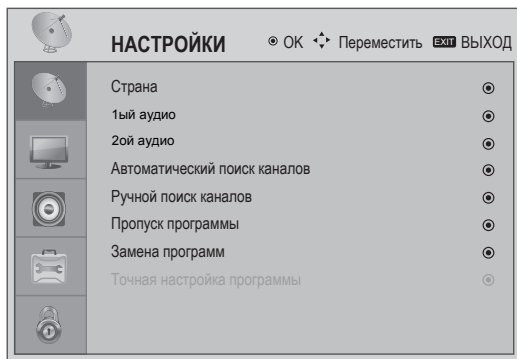 НАСТРОЙКИ OK Переместить EXIT ВЫХОД
Страна
1ый аудио
2ой аудио
Автоматический поиск каналов
Ручной поиск каналов
Пропуск программы
Замена программ
Точная настройка программы